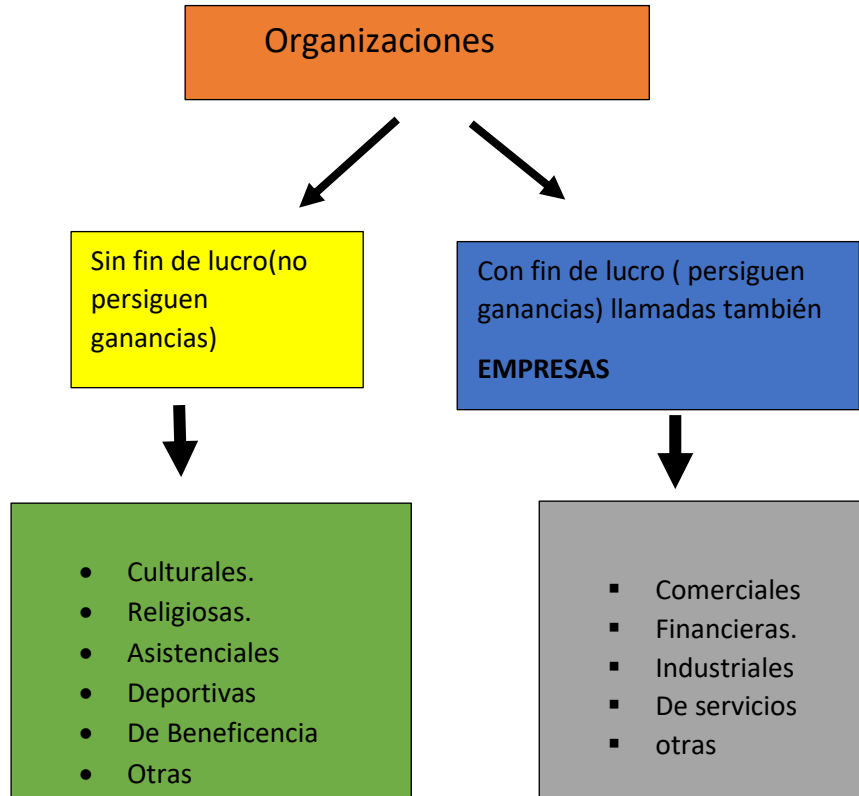 Organizaciones
Sin fin de lucro(no
persiguen
ganancias)
Con fin de lucro ( persiguen
ganancias) llamadas también
EMPRESAS
• Culturales.
• Religiosas.
• Asistenciales
• Deportivas
• De Beneficencia
• Otras
▪ Comerciales
▪ Financieras.
▪ Industriales
▪ De servicios
▪ otras